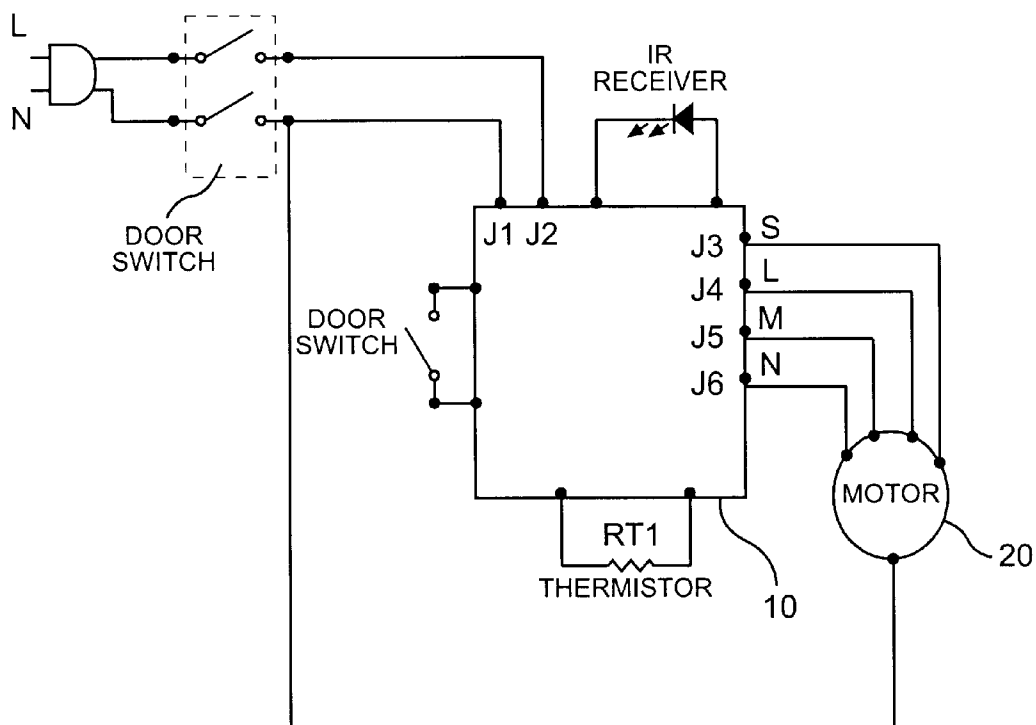 L
N
DOOR
SWITCH
IR
RECEIVER
J1 J2
J3 S
J4 L
J5 M
J6 N
DOOR
SWITCH
MOTOR
20
RT1
THERMISTOR
10